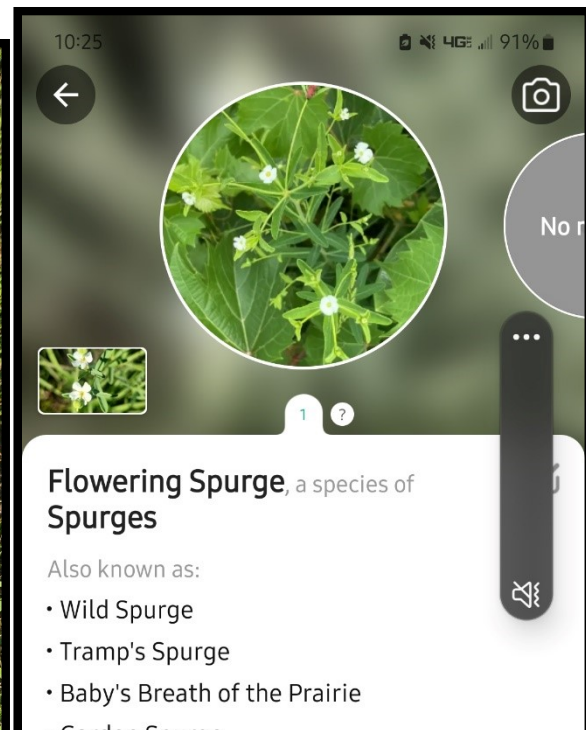 10:25
4G 91%
No r
1 ?
Flowering Spurge, a species of
Spurges
Also known as:
• Wild Spurge
• Tramp's Spurge
• Baby's Breath of the Prairie